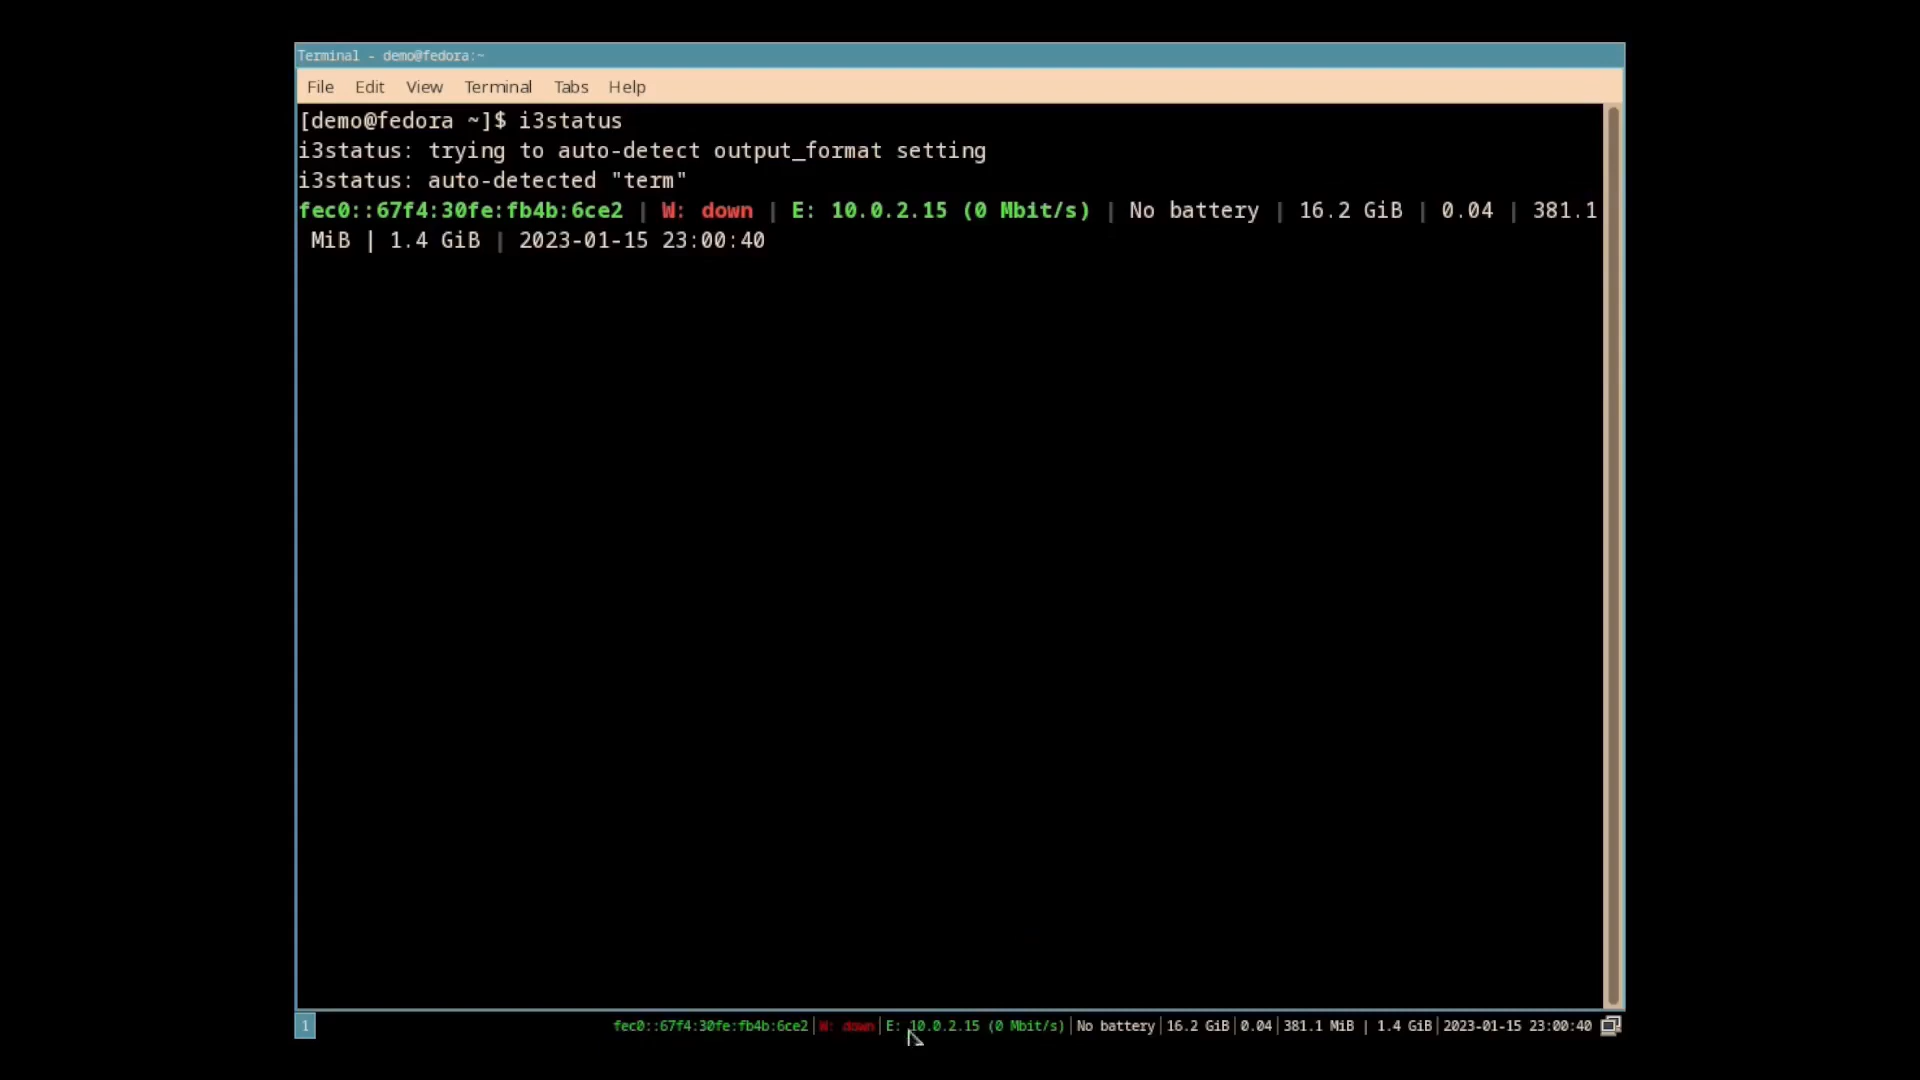 Terminal - demo@fedora:~
File Edit View Terminal Tabs Help
[demo@fedora ~]$ i3status
i3status: trying to auto-detect output_format setting
i3status: auto-detected "term"
fec0::67f4:30fe:fb4b:6ce2 | W: down | E: 10.0.2.15 (0 Mbit/s) | No battery | 16.2 GiB | 0.04 | 381.1
MiB | 1.4 GiB | 2023-01-15 23:00:40
1 fec0::67f4:30fe:fb4b:6ce2 | W: down | E: 10.0.2.15 (0 Mbit/s) | No battery | 16.2 GiB | 0.04 | 381.1 MiB | 1.4 GiB | 2023-01-15 23:00:40